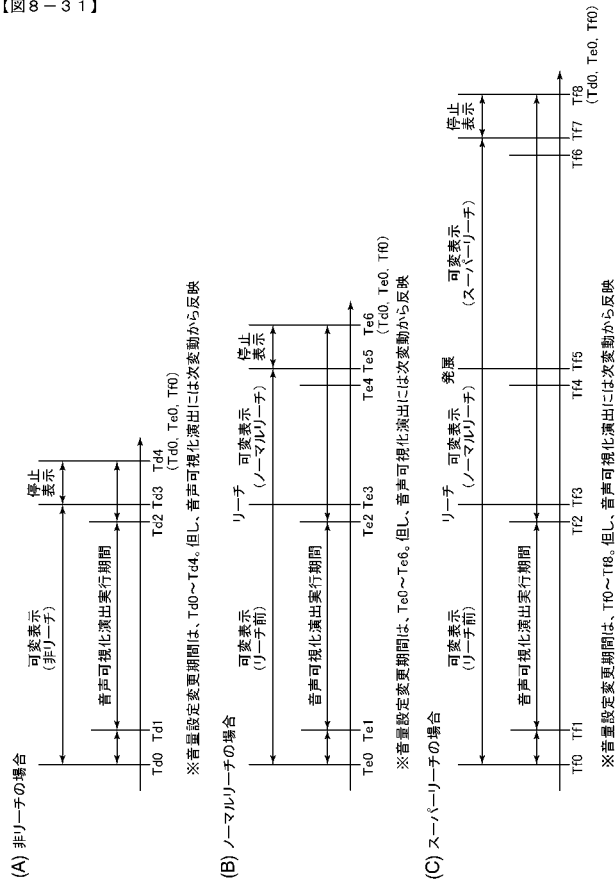 【図8－31】
(A) 非リーチの場合
可変表示
(非リーチ)
停止
表示
音声可視化演出実行期間
Td0 Td1 Td2 Td3 Td4
(Td0, Te0, Tf0)
※音量設定変更期間は、Td0～Td4。但し、音声可視化演出には次変動から反映
(B) ノーマルリーチの場合
リーチ
可変表示
(リーチ前)
可変表示
(ノーマルリーチ)
停止
表示
音声可視化演出実行期間
Te0 Te1 Te2 Te3 Te4 Te5 Te6
(Td0, Te0, Tf0)
※音量設定変更期間は、Te0～Te6。但し、音声可視化演出には次変動から反映
(C) スーパーリーチの場合
リーチ 発展
可変表示
(リーチ前)
可変表示
(ノーマルリーチ)
可変表示
(スーパーリーチ)
停止
表示
音声可視化演出実行期間
Tf0 Tf1 Tf2 Tf3 Tf4 Tf5 Tf6 Tf7 Tf8
(Td0, Te0, Tf0)
※音量設定変更期間は、Tf0～Tf8。但し、音声可視化演出には次変動から反映